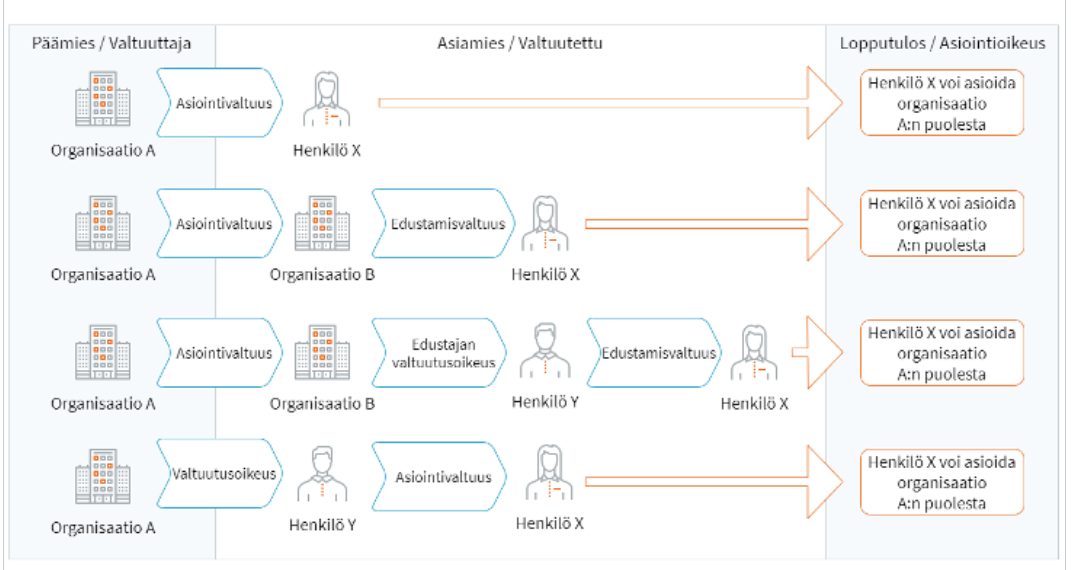 Päämies / Valtuuttaja
Asiamies / Valtuutettu
Lopputulos / Asiointioikeus
Asiointivaltuus
Henkilö X voi asioida
organisaatio
A:n puolesta
Organisaatio A
Henkilö X
Asiointivaltuus
Edustamisvaltuus
Henkilö X voi asioida
organisaatio
A:n puolesta
Organisaatio A
Organisaatio B
Henkilö X
Asiointivaltuus
Edustajan
valtuutusoikeus
Edustamisvaltuus
Henkilö X voi asioida
organisaatio
A:n puolesta
Organisaatio A
Organisaatio B
Henkilö Y
Henkilö X
Valtuutusoikeus
Asiointivaltuus
Henkilö X voi asioida
organisaatio
A:n puolesta
Organisaatio A
Henkilö Y
Henkilö X